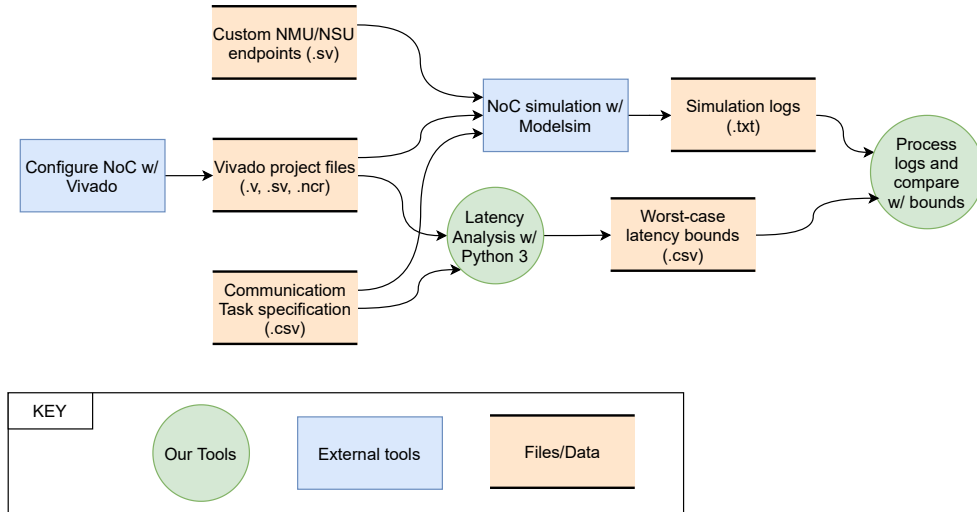 Custom NMU/NSU
endpoints (.sv)
NoC simulation w/
Modelsim
Simulation logs
(.txt)
Process
logs and
compare
w/ bounds
Configure NoC w/
Vivado
Vivado project files
(.v, .sv, .ncr)
Latency
Analysis w/
Python 3
Worst-case
latency bounds
(.csv)
Communicatiom
Task specification
(.csv)
KEY
Our Tools
External tools
Files/Data